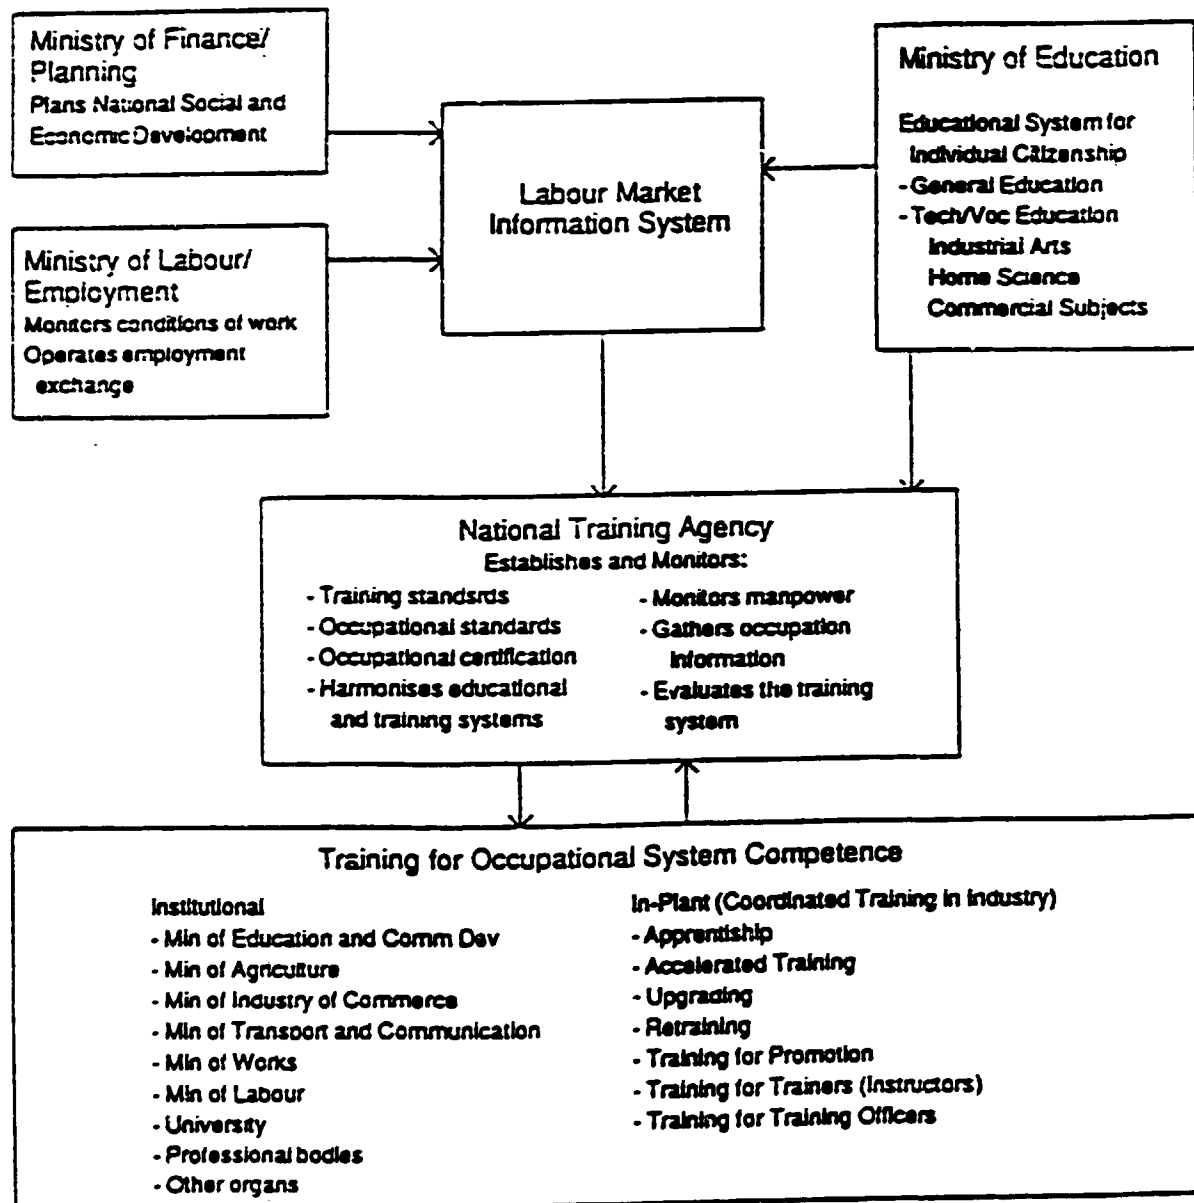 Ministry of Finance/
Planning
Plans National Social and
Economic Development
Ministry of Labour/
Employment
Monitors conditions of work
Operates employment
exchange
Labour Market
Information System
Ministry of Education
Educational System for
Individual Citizenship
- General Education
- Tech/Voc Education
Industrial Arts
Home Science
Commercial Subjects
National Training Agency
Establishes and Monitors:
- Training standsrds
- Occupational standards
- Occupational certification
- Harmonises educational
and training systems
- Monitors manpower
- Gathers occupation
Information
- Evaluates the training
system
Training for Occupational System Competence
Institutional
- Min of Education and Comm Dev
- Min of Agriculture
- Min of Industry of Commerce
- Min of Transport and Communication
- Min of Works
- Min of Labour
- University
- Professional bodies
- Other organs
In-Plant (Coordinated Training in Industry)
- Apprentiship
- Accelerated Training
- Upgrading
- Retraining
- Training for Promotion
- Training for Trainers (Instructors)
- Training for Training Officers